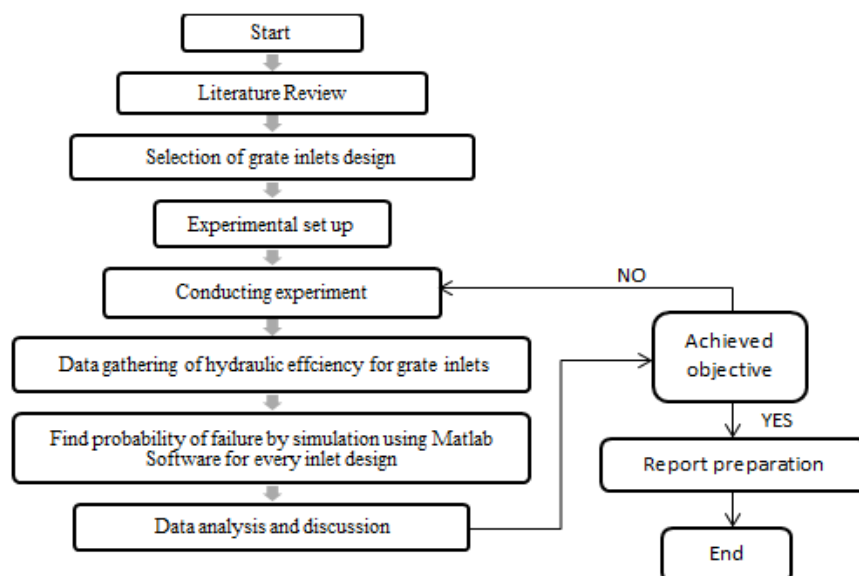 Start
Literature Review
Selection of grate inlets design
Experimental set up
Conducting experiment
Data gathering of hydraulic effciency for grate inlets
Find probability of failure by simulation using Matlab
Software for every inlet design
Data analysis and discussion
NO
Achieved
objective
YES
Report preparation
End